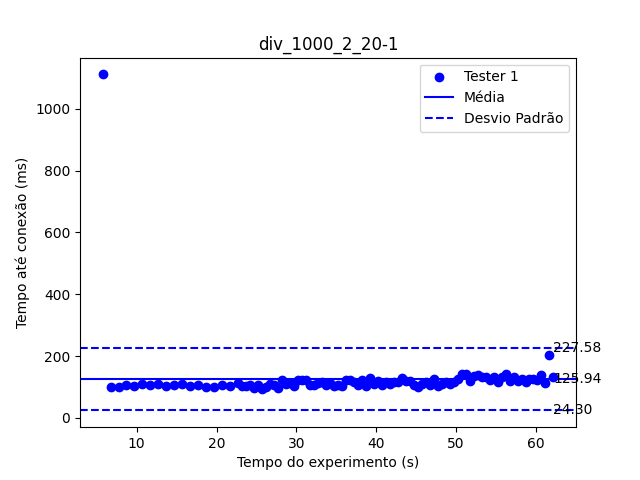 div_1000_2_20-1
Tester 1
Média
Desvio Padrão
Tempo até conexão (ms)
1000
800
600
400
200
0
227.58
125.94
24.30
10
20
30
40
50
60
Tempo do experimento (s)